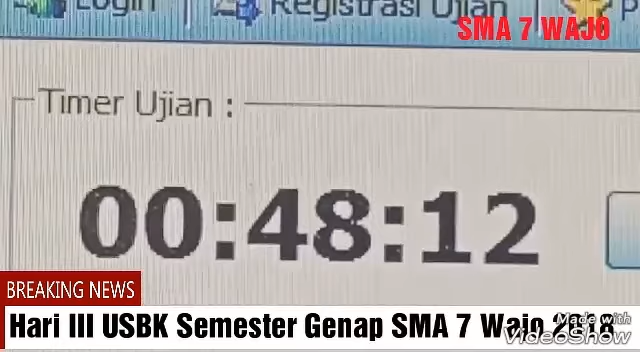 Login Registrasi Ujian P
SMA 7 WAJO
Timer Ujian :
00:48:12
BREAKING NEWS
Hari III USBK Semester Genap SMA 7 Wajo 2018
Made with
VideoShow